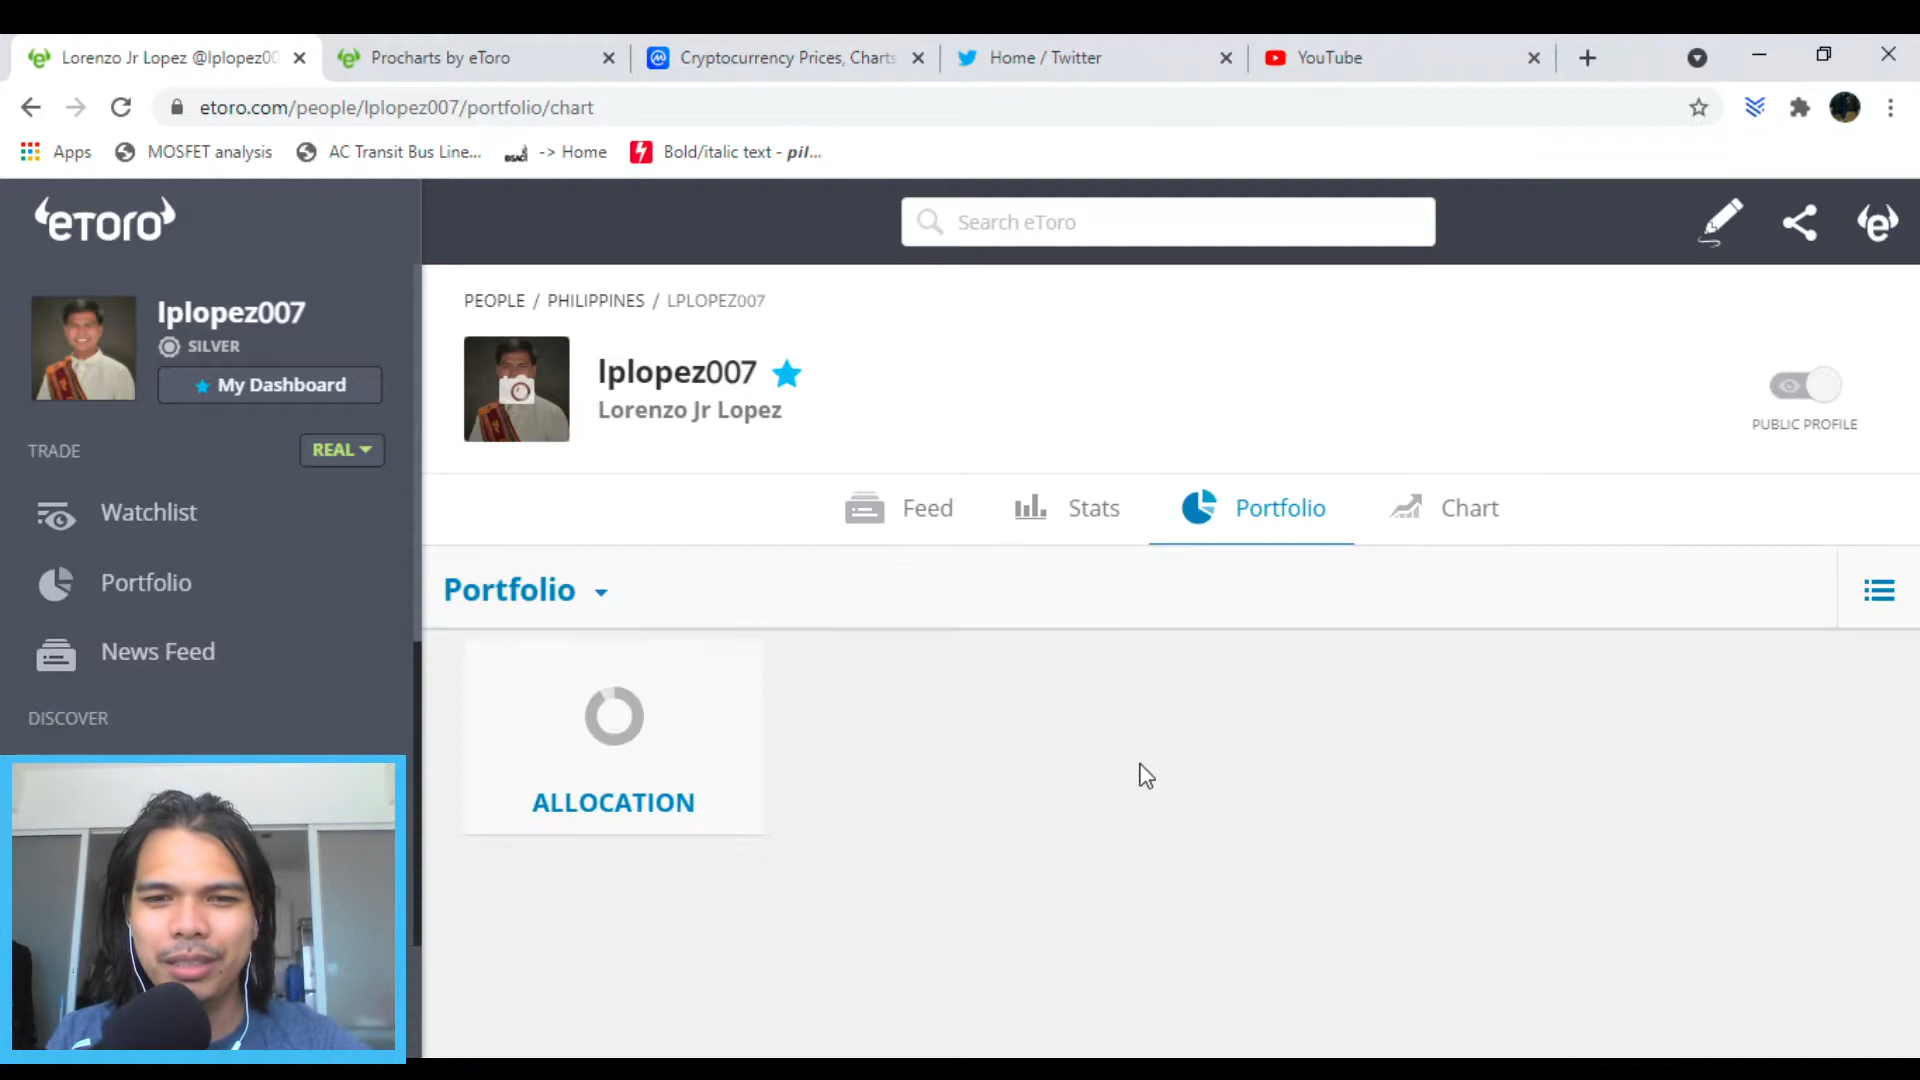 Lorenzo Jr Lopez @lplopez00
Procharts by eToro
Cryptocurrency Prices, Charts
Home / Twitter
YouTube
etoro.com/people/lplopez007/portfolio/chart
Apps
MOSFET analysis
AC Transit Bus Line...
-> Home
Bold/italic text - pil...
eToro
Search eToro
lplopez007
SILVER
My Dashboard
TRADE
REAL
Watchlist
Portfolio
News Feed
DISCOVER
PEOPLE / PHILIPPINES / LPLOPEZ007
lplopez007
Lorenzo Jr Lopez
PUBLIC PROFILE
Feed
Stats
Portfolio
Chart
Portfolio
ALLOCATION